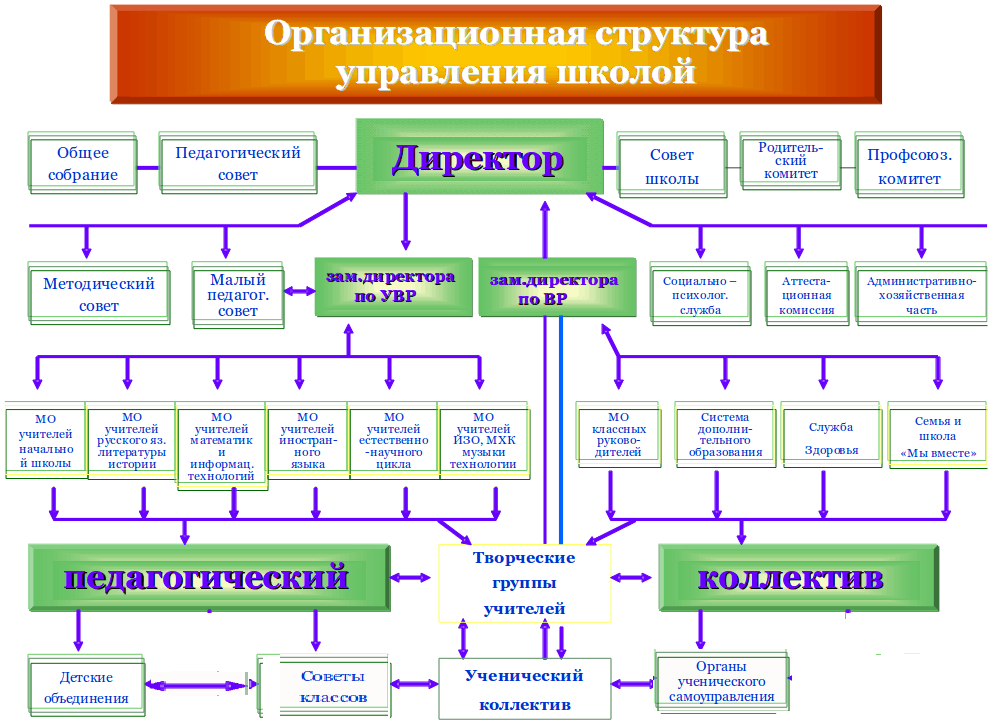 Организационная структура
управления школой
Общее
собрание
Педагогический
совет
Директор
Совет
школы
Родитель-
ский
комитет
Профсоюз.
комитет
Методический
совет
Малый
педагог.
совет
зам.директора
по УВР
зам.директора
по ВР
Социально –
психолог.
служба
Аттеста-
ционная
комиссия
Административно-
хозяйственная
часть
МО
учителей
начально
й школы
МО
учителей
русского яз.
литературы
истории
МО
учителей
математик
и
информац.
технологий
МО
учителей
иностран-
ного
языка
МО
учителей
естественно
-научного
цикла
МО
учителей
ИЗО, МХК
музыки
технологии
МО
классных
руково-
дителей
Система
дополни-
тельного
образования
Служба
Здоровья
Семья и
школа
«Мы вместе»
педагогический
Творческие
группы
учителей
коллектив
Детские
объединения
Советы
классов
Ученический
коллектив
Органы
ученического
самоуправления